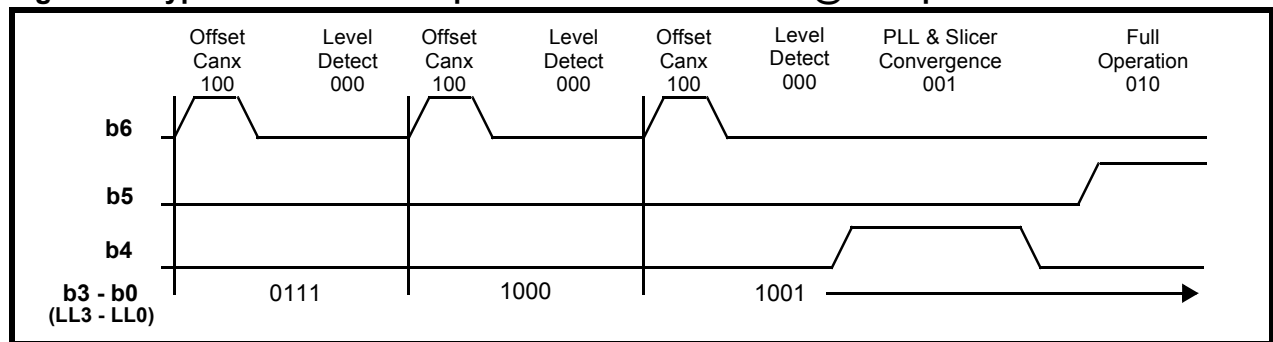 Offset Canx 100
Level Detect 000
Offset Canx 100
Level Detect 000
Offset Canx 100
Level Detect 000
PLL & Slicer Convergence 001
Full Operation 010
b6
b5
b4
b3 - b0
(LL3 - LL0)
0111
1000
1001